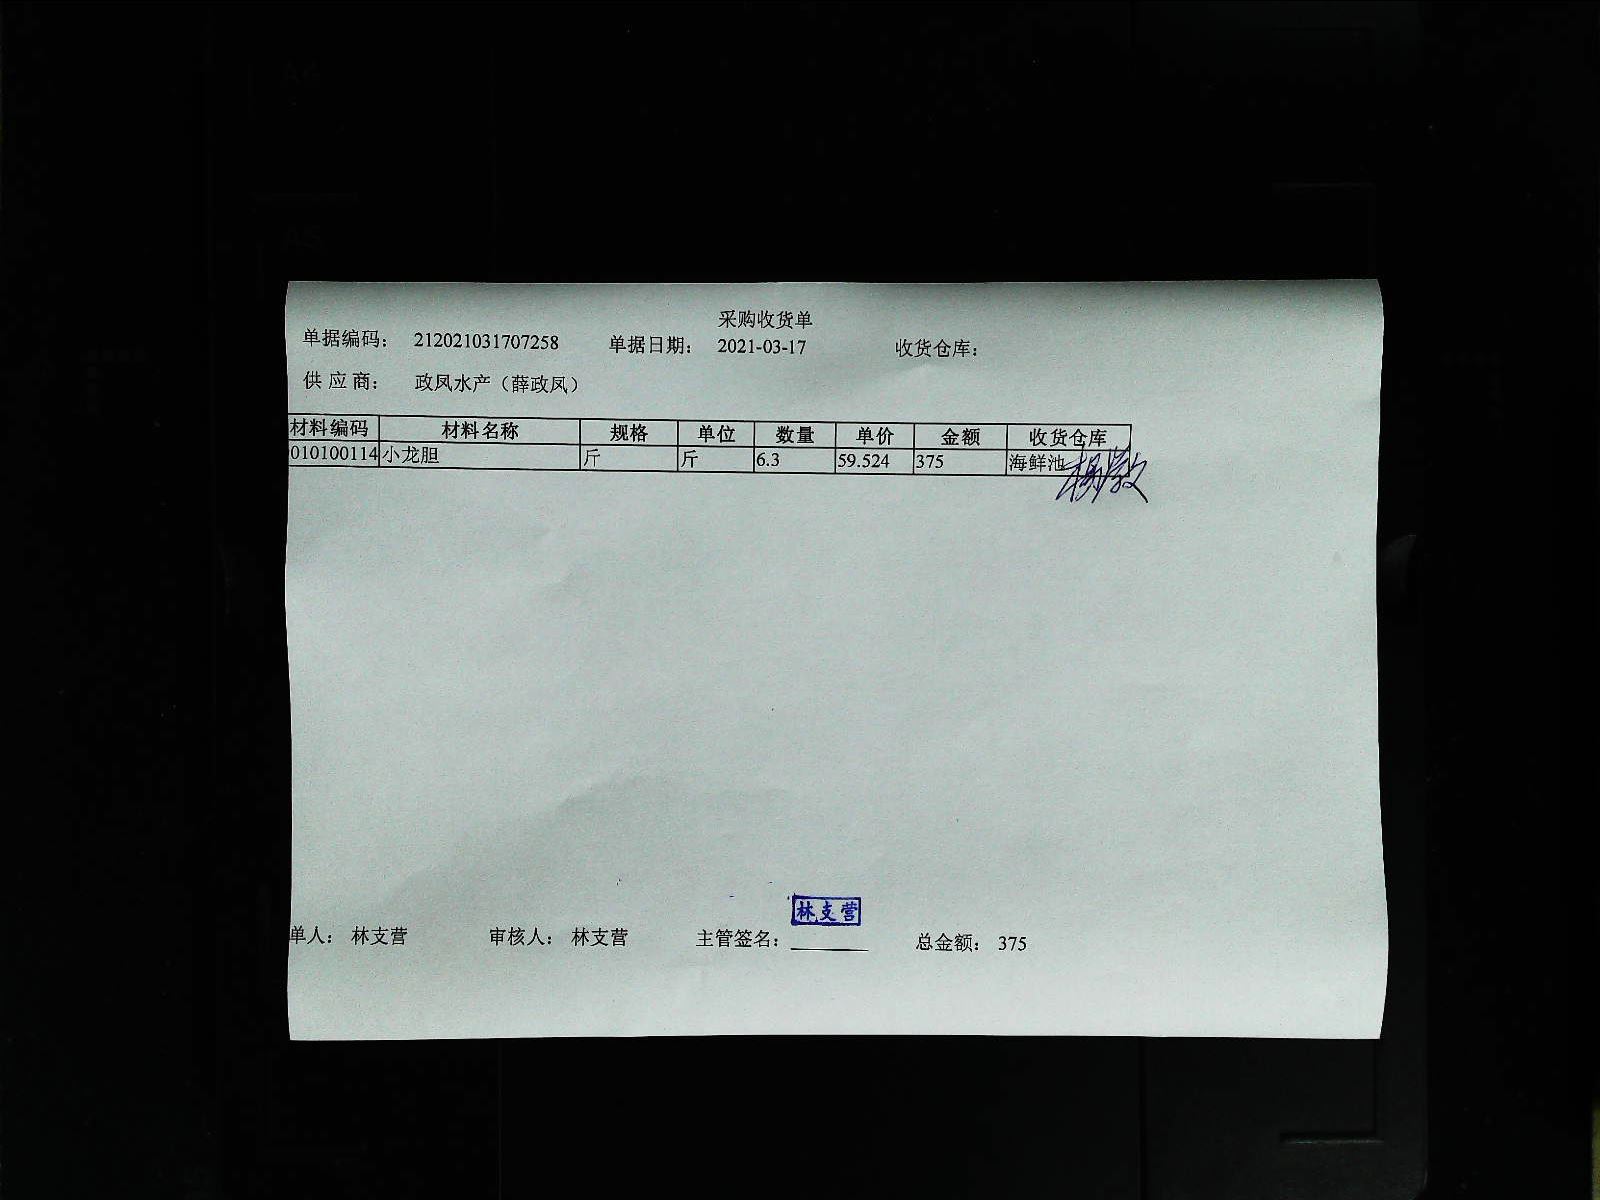 采购收货单
单据编码： 212021031707258 单据日期： 2021-03-17 收货仓库：
供 应 商： 政凤水产（薛政凤）
材料编码 材料名称 规格 单位 数量 单价 金额 收货仓库
010100114 小龙胆 斤 斤 6.3 59.524 375 海鲜池
林支营
单人： 林支营 审核人： 林支营 主管签名： 总金额： 375